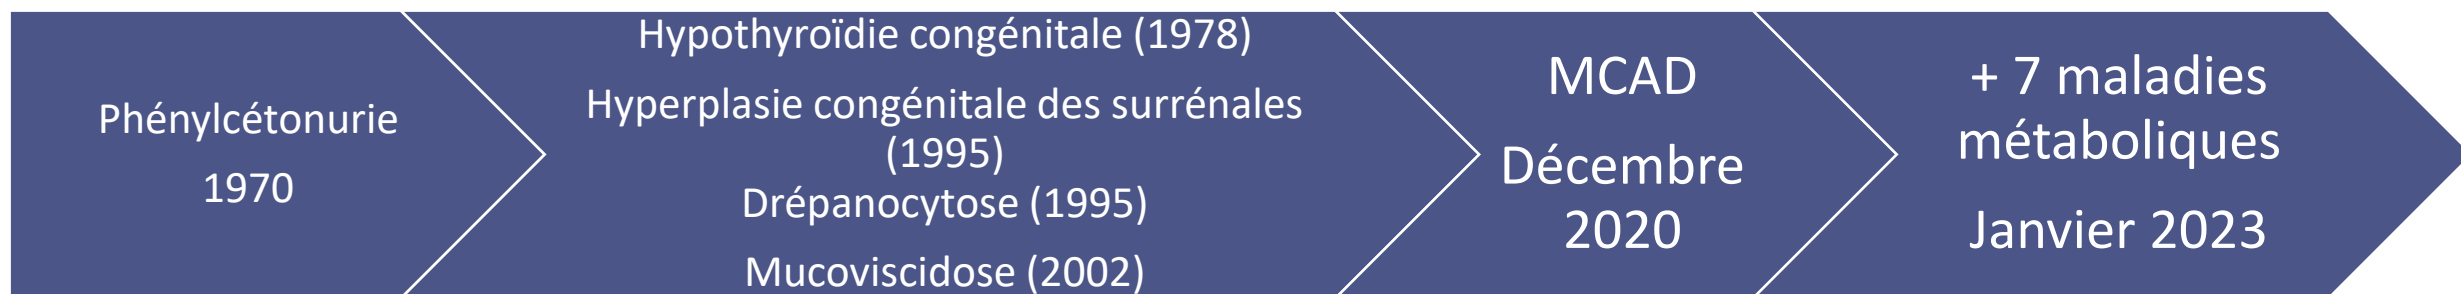 Phénylcétonurie
1970
Hypothyroïdie congénitale (1978)
Hyperplasie congénitale des surrénales
(1995)
Drépanocytose (1995)
Mucoviscidose (2002)
MCAD
Décembre
2020
+ 7 maladies
métaboliques
Janvier 2023